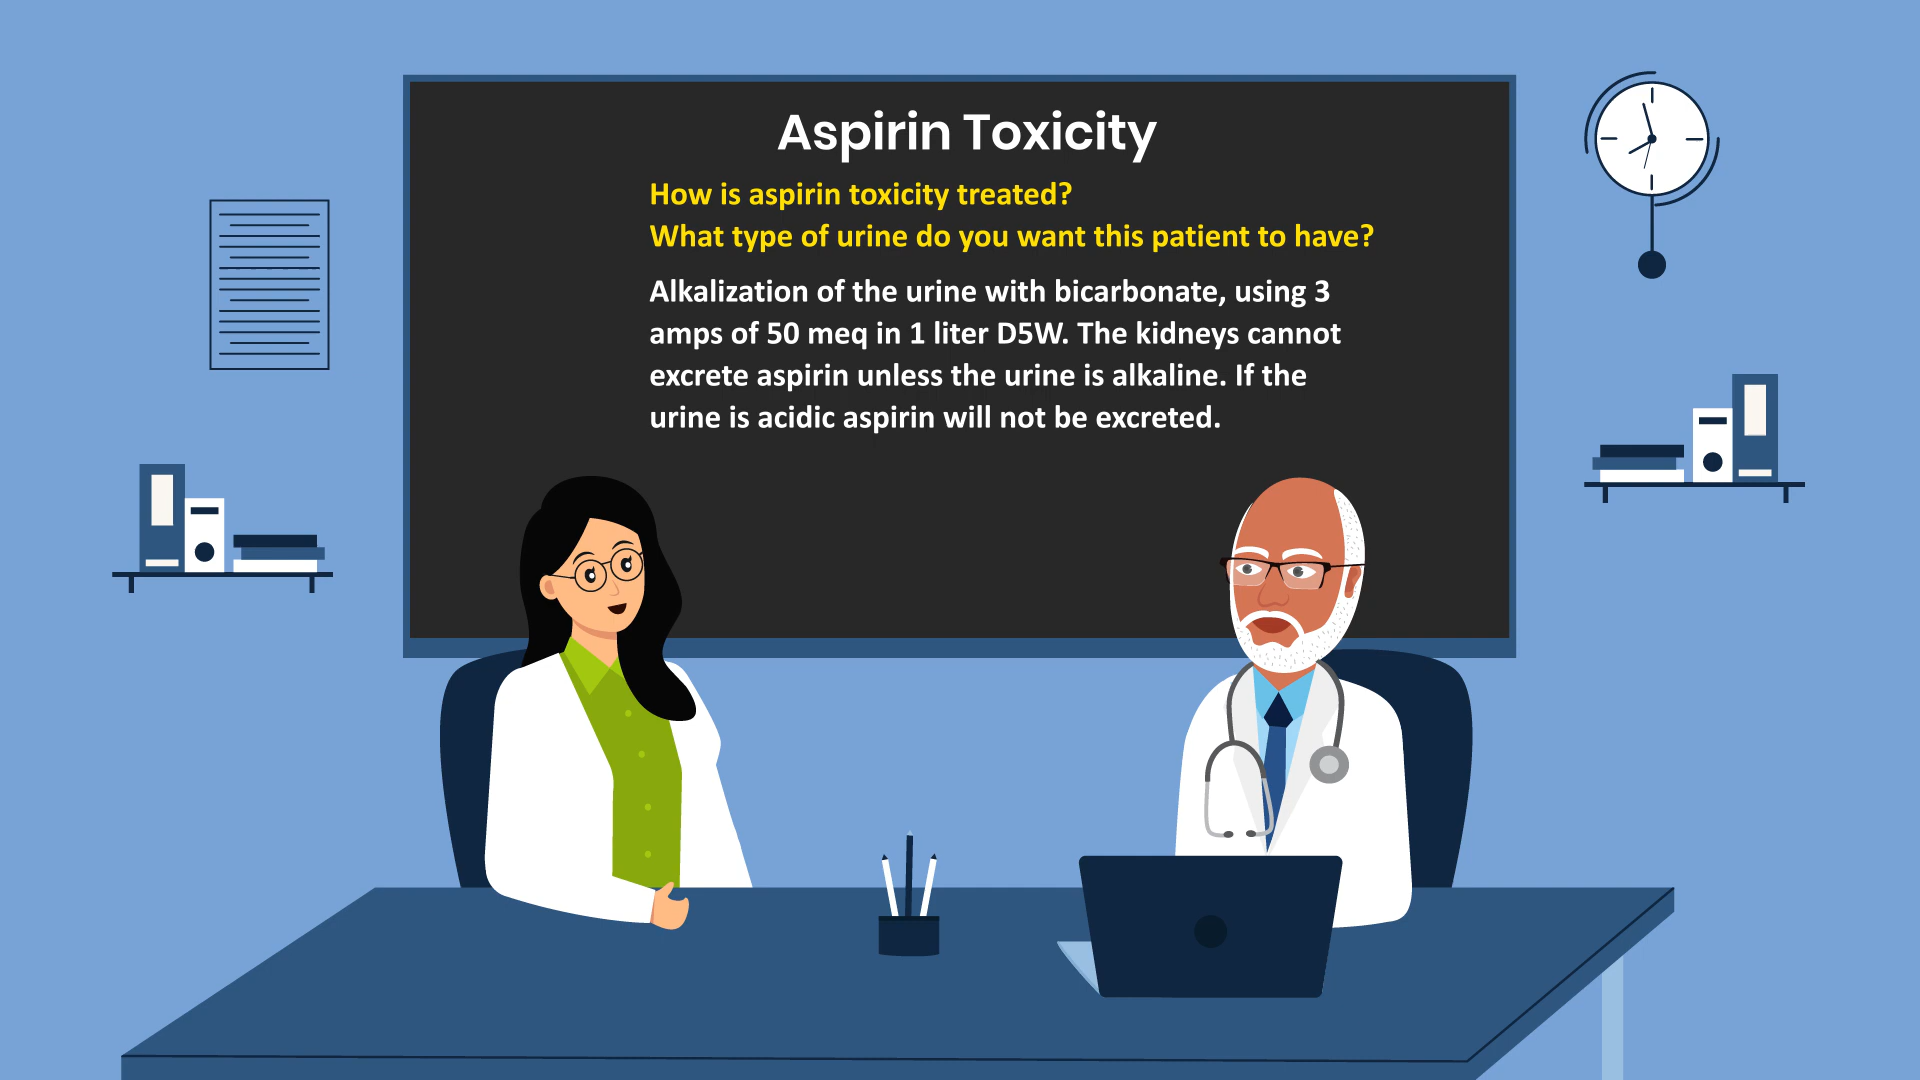 Aspirin Toxicity
How is aspirin toxicity treated?
What type of urine do you want this patient to have?
Alkalization of the urine with bicarbonate, using 3
amps of 50 meq in 1 liter D5W. The kidneys cannot
excrete aspirin unless the urine is alkaline. If the
urine is acidic aspirin will not be excreted.